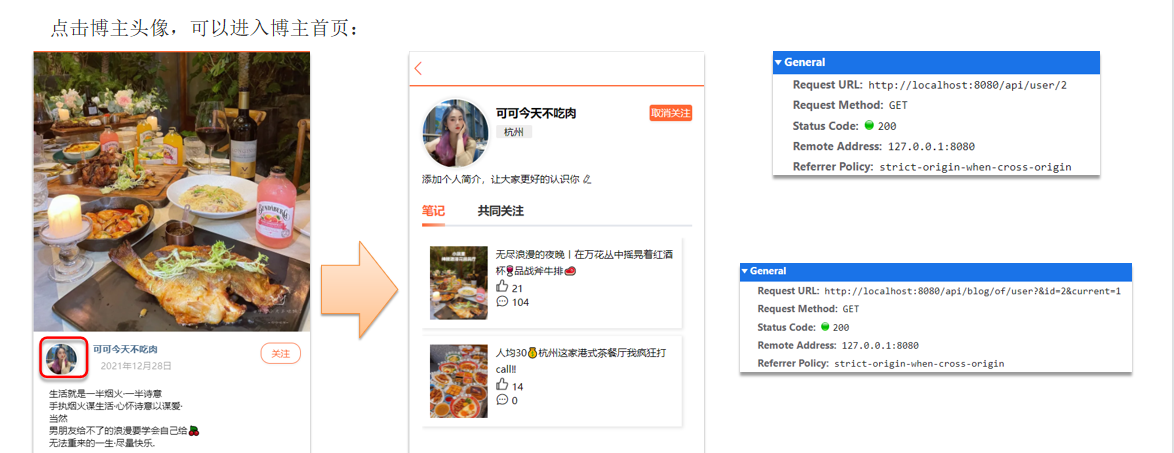 点击博主头像，可以进入博主首页：
可可今天不吃肉
2021年12月28日
关注
生活就是一半烟火·一半诗意
手执烟火谋生活·心怀诗意以谋爱·
当然
男朋友给不了的浪漫要学会自己给🍒
无法重来的一生·尽量快乐.
可可今天不吃肉
取消关注
杭州
添加个人简介，让大家更好的认识你
笔记
共同关注
无尽浪漫的夜晚丨在万花丛中摇晃着红酒
杯🍷品战斧牛排🥩
21
104
人均30💰杭州这家港式茶餐厅我疯狂打
call‼
14
0
General
Request URL: http://localhost:8080/api/user/2
Request Method: GET
Status Code: 200
Remote Address: 127.0.0.1:8080
Referrer Policy: strict-origin-when-cross-origin
General
Request URL: http://localhost:8080/api/blog/of/user?&id=2&current=1
Request Method: GET
Status Code: 200
Remote Address: 127.0.0.1:8080
Referrer Policy: strict-origin-when-cross-origin